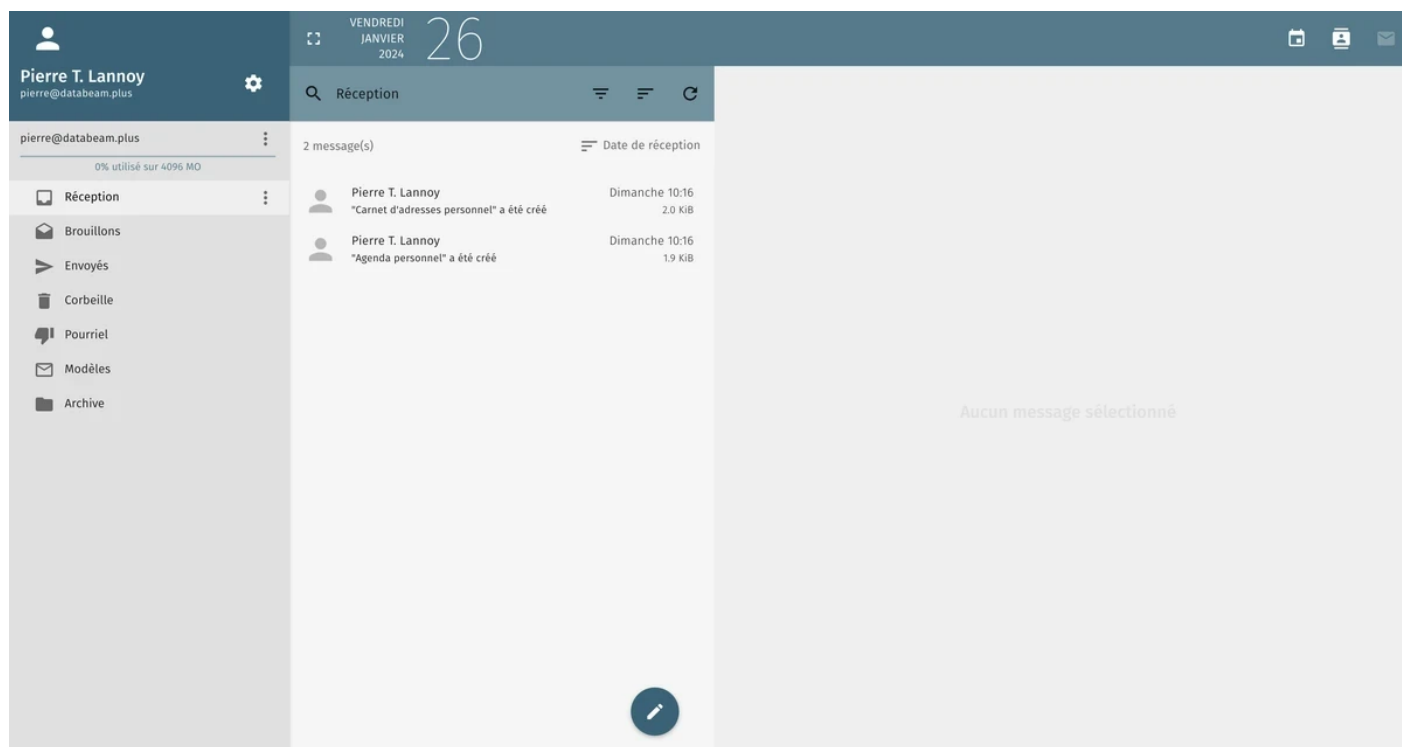 Pierre T. Lannoy
pierre@databeam.plus
pierre@databeam.plus
0% utilisé sur 4096 MO
Réception
Brouillons
Envoyés
Corbeille
Pourriel
Modèles
Archive
VENDREDI
JANVIER
2024
26
Réception
2 message(s)
Date de réception
Pierre T. Lannoy
Dimanche 10:16
"Carnet d'adresses personnel" a été créé
2.0 KiB
Pierre T. Lannoy
Dimanche 10:16
"Agenda personnel" a été créé
1.9 KiB
Aucun message sélectionné